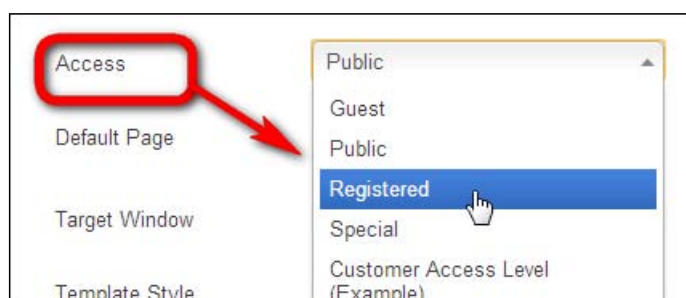 Access
Public
Guest
Default Page
Public
Registered
Target Window
Special
Customer Access Level
(Example)
Template Style